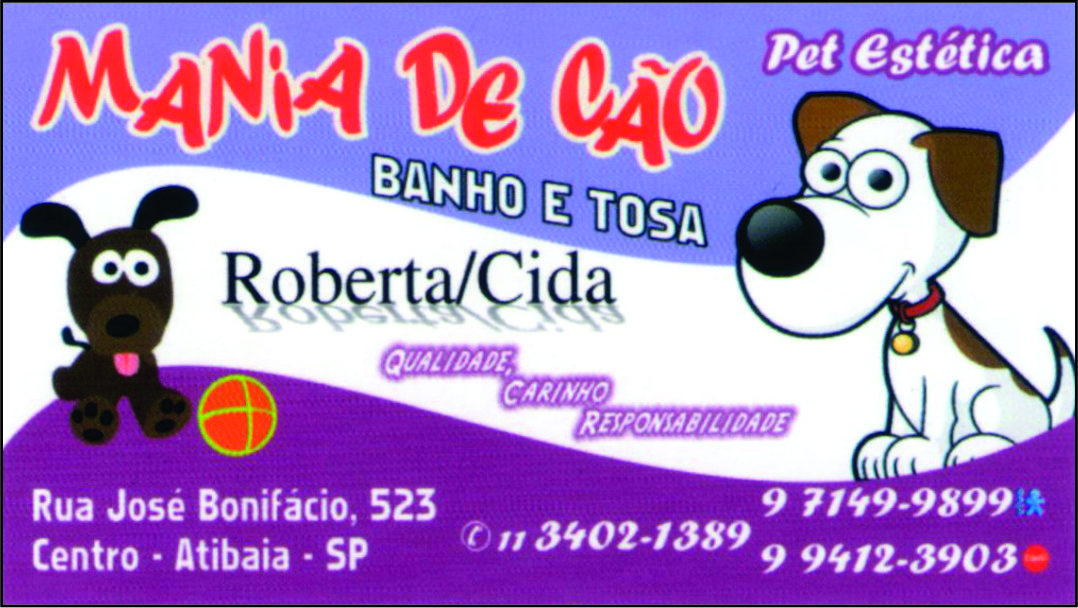 MANIA DE CÃO
Pet Estética
BANHO E TOSA
Roberta/Cida
QUALIDADE,
CARINHO
RESPONSABILIDADE
Rua José Bonifácio, 523
Centro - Atibaia - SP
11 3402-1389
9 7149-9899
9 9412-3903